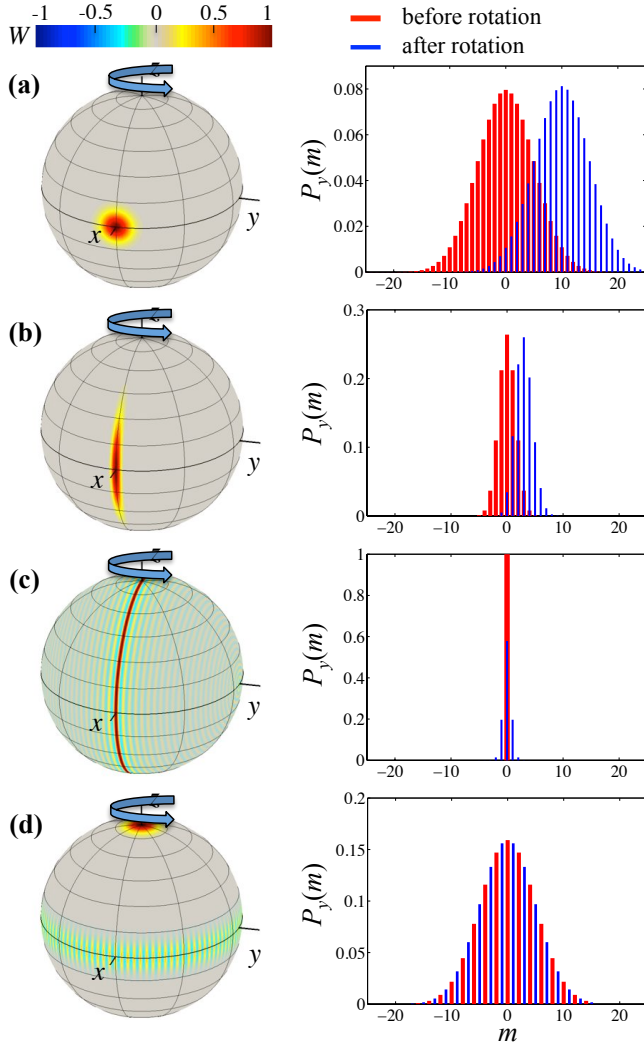 W -1 -0.5 0 0.5 1
before rotation
after rotation
(a)
z
x
y
P_y(m)
0.08
0.06
0.04
0.02
0
−20 −10 0 10 20
(b)
z
x
y
P_y(m)
0.3
0.2
0.1
0
−20 −10 0 10 20
(c)
z
x
y
P_y(m)
1
0.8
0.6
0.4
0.2
0
−20 −10 0 10 20
(d)
z
x
y
P_y(m)
0.2
0.15
0.1
0.05
0
−20 −10 0 10 20
m